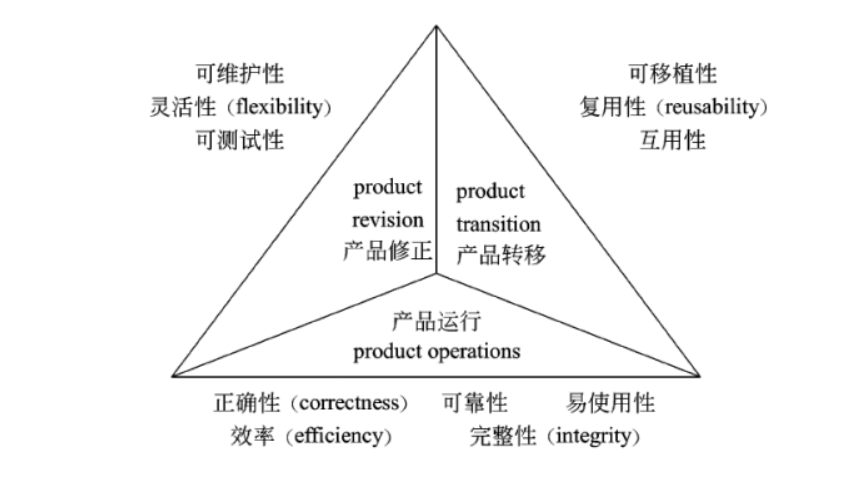 可维护性
灵活性（flexibility）
可测试性
可移植性
复用性（reusability）
互用性
product
revision
产品修正
product
transition
产品转移
产品运行
product operations
正确性（correctness） 可靠性 易使用性
效率（efficiency） 完整性（integrity）